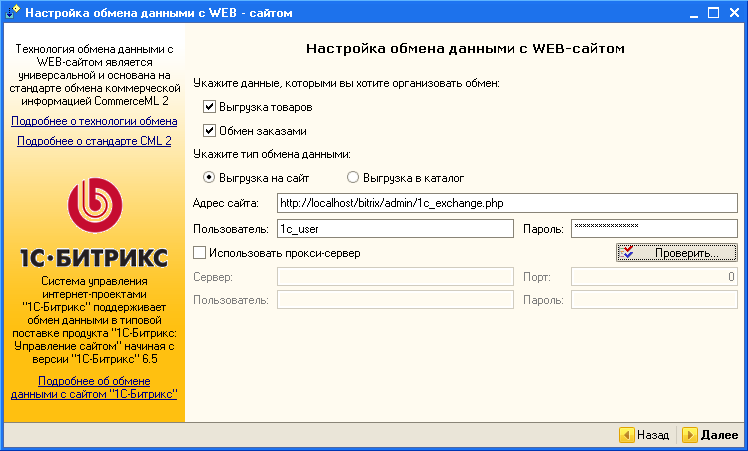 Настройка обмена данными с WEB - сайтом
Технология обмена данными с
WEB-сайтом является
универсальной и основана на
стандарте обмена коммерческой
информацией CommerceML 2
Подробнее о технологии обмена
Подробнее о стандарте CML 2
1С·БИТРИКС
Система управления
интернет-проектами
"1С-Битрикс" поддерживает
обмен данными в типовой
поставке продукта "1С-Битрикс:
Управление сайтом" начиная с
версии "1С-Битрикс" 6.5
Подробнее об обмене
данными с сайтом "1С-Битрикс"
Настройка обмена данными с WEB-сайтом
Укажите данные, которыми вы хотите организовать обмен:
Выгрузка товаров
Обмен заказами
Укажите тип обмена данными:
Выгрузка на сайт Выгрузка в каталог
Адрес сайта: http://localhost/bitrix/admin/1c_exchange.php
Пользователь: 1c_user Пароль: ****************
Использовать прокси-сервер Проверить...
Сервер: Порт: 0
Пользователь: Пароль:
Назад Далее